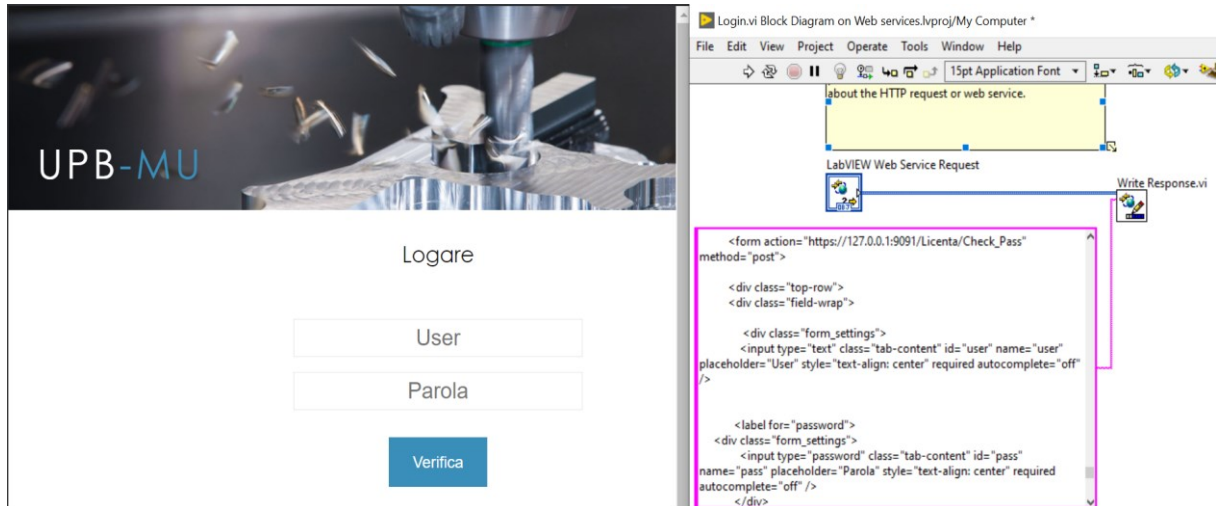 UPB-MU
Logare
User
Parola
Verifica
Login.vi Block Diagram on Web services.lvproj/My Computer *
File Edit View Project Operate Tools Window Help
15pt Application Font
about the HTTP request or web service.
LabVIEW Web Service Request
Write Response.vi
<form action="https://127.0.0.1:9091/Licenta/Check_Pass"
method="post">
<div class="top-row">
<div class="field-wrap">
<div class="form_settings">
<input type="text" class="tab-content" id="user" name="user"
placeholder="User" style="text-align: center" required autocomplete="off"
/>
<label for="password">
<div class="form_settings">
<input type="password" class="tab-content" id="pass"
name="pass" placeholder="Parola" style="text-align: center" required
autocomplete="off" />
</div>